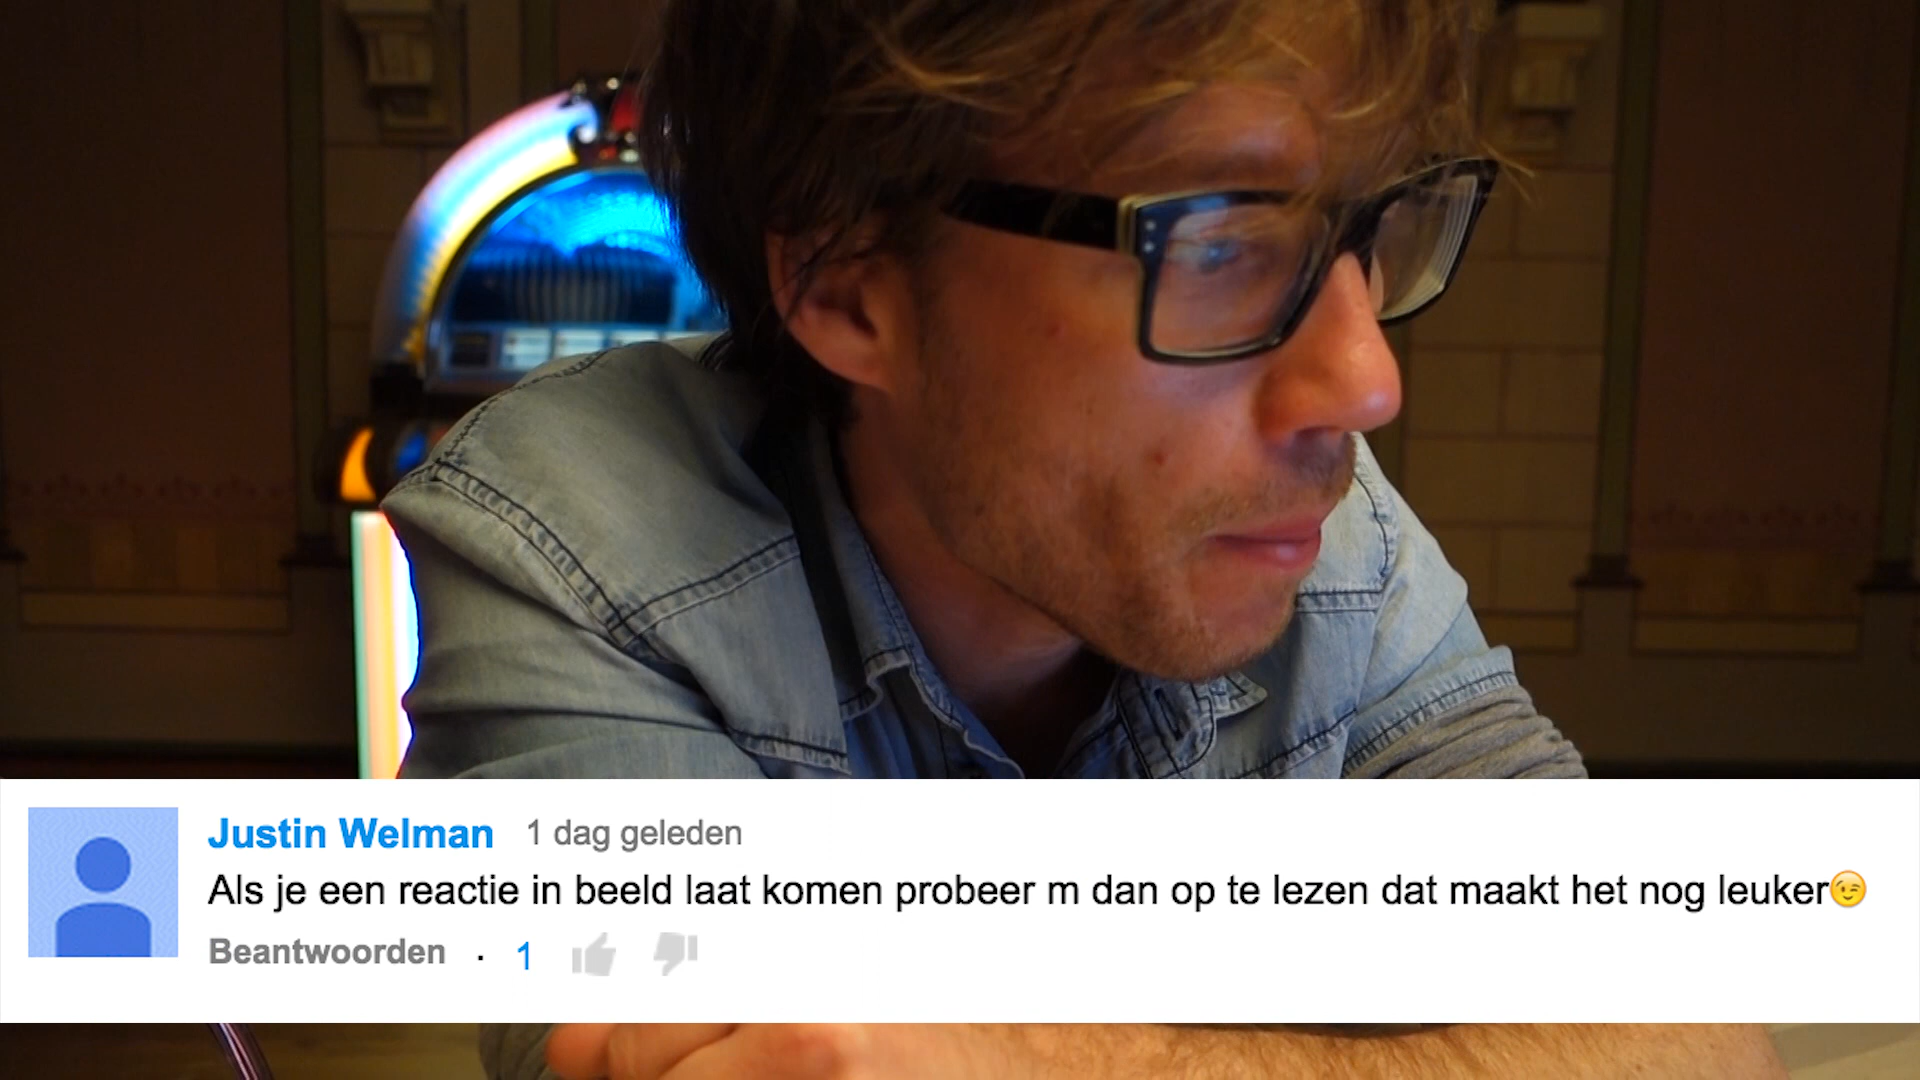 Justin Welman 1 dag geleden
Als je een reactie in beeld laat komen probeer m dan op te lezen dat maakt het nog leuker😉
Beantwoorden · 1